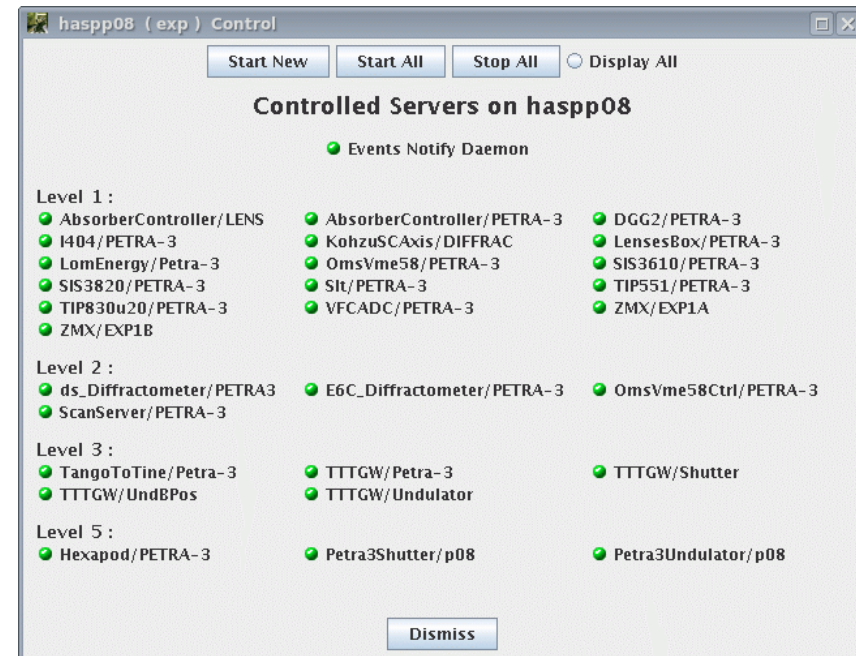 haspp08 ( exp ) Control
Start New Start All Stop All Display All
Controlled Servers on haspp08
Events Notify Daemon
Level 1 :
AbsorberController/LENS AbsorberController/PETRA-3 DGG2/PETRA-3
I404/PETRA-3 KohzuSCAxis/DIFFRAC LensesBox/PETRA-3
LomEnergy/Petra-3 OmsVme58/PETRA-3 SIS3610/PETRA-3
SIS3820/PETRA-3 Slt/PETRA-3 TIP551/PETRA-3
TIP830u20/PETRA-3 VFCADC/PETRA-3 ZMX/EXP1A
ZMX/EXP1B
Level 2 :
ds_Diffractometer/PETRA3 E6C_Diffractometer/PETRA-3 OmsVme58Ctrl/PETRA-3
ScanServer/PETRA-3
Level 3 :
TangoToTine/Petra-3 TTTGW/Petra-3 TTTGW/Shutter
TTTGW/UndBPos TTTGW/Undulator
Level 5 :
Hexapod/PETRA-3 Petra3Shutter/p08 Petra3Undulator/p08
Dismiss